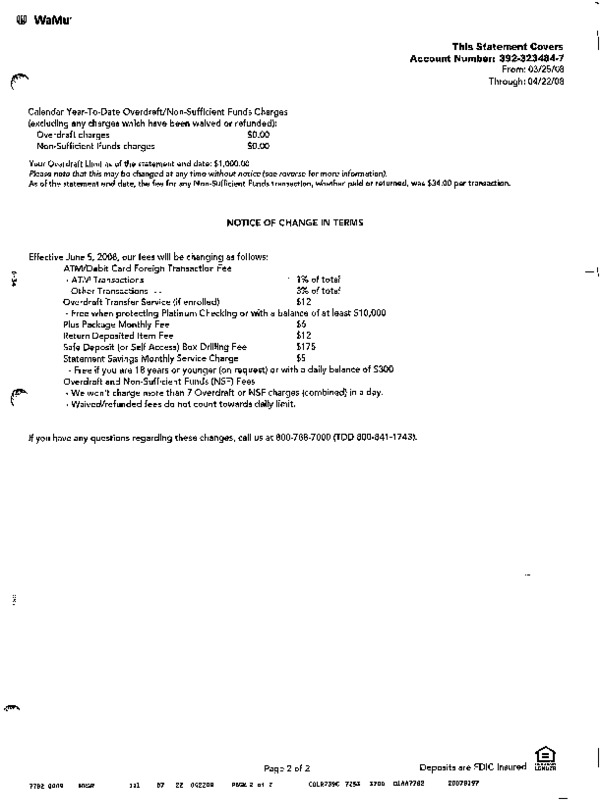 WaMu
This Statement Covers
Account Number: 392-323484-7
From: 03/25/08
Through: 04/22/08
Calendar Year-To-Date Overdraft/Non-Sufficient Funds Charges
(excluding any charges which have been waived or refunded):
Overdraft charges $0.00
Non-Sufficient Funds charges $0.00
Your Overdraft Limit as of the statement end date: $1,000.00
Please note that this may be changed at any time without notice (see reverse for more information).
As of the statement end date, the fee for any Non-Sufficient Funds transaction, whether paid or returned, was $34.00 per transaction.
NOTICE OF CHANGE IN TERMS
Effective June 5, 2008, our fees will be changing as follows:
ATM/Debit Card Foreign Transaction Fee
- ATM Transactions 1% of total
Other Transactions 3% of total
Overdraft Transfer Service (if enrolled) $12
- Free when protecting Platinum Checking or with a balance of at least $10,000
Plus Package Monthly Fee $6
Return Deposited Item Fee $12
Safe Deposit (or Self Access) Box Drilling Fee $175
Statement Savings Monthly Service Charge $5
- Free if you are 18 years or younger (on request) or with a daily balance of $300
Overdraft and Non-Sufficient Funds (NSF) Fees
- We won't charge more than 7 Overdraft or NSF charges (combined) in a day.
- Waived/refunded fees do not count towards daily limit.
If you have any questions regarding these changes, call us at 800-788-7000 (TDD 800-841-1743).
Page 2 of 2
Deposits are FDIC Insured
7782 PAGE 2 of 2